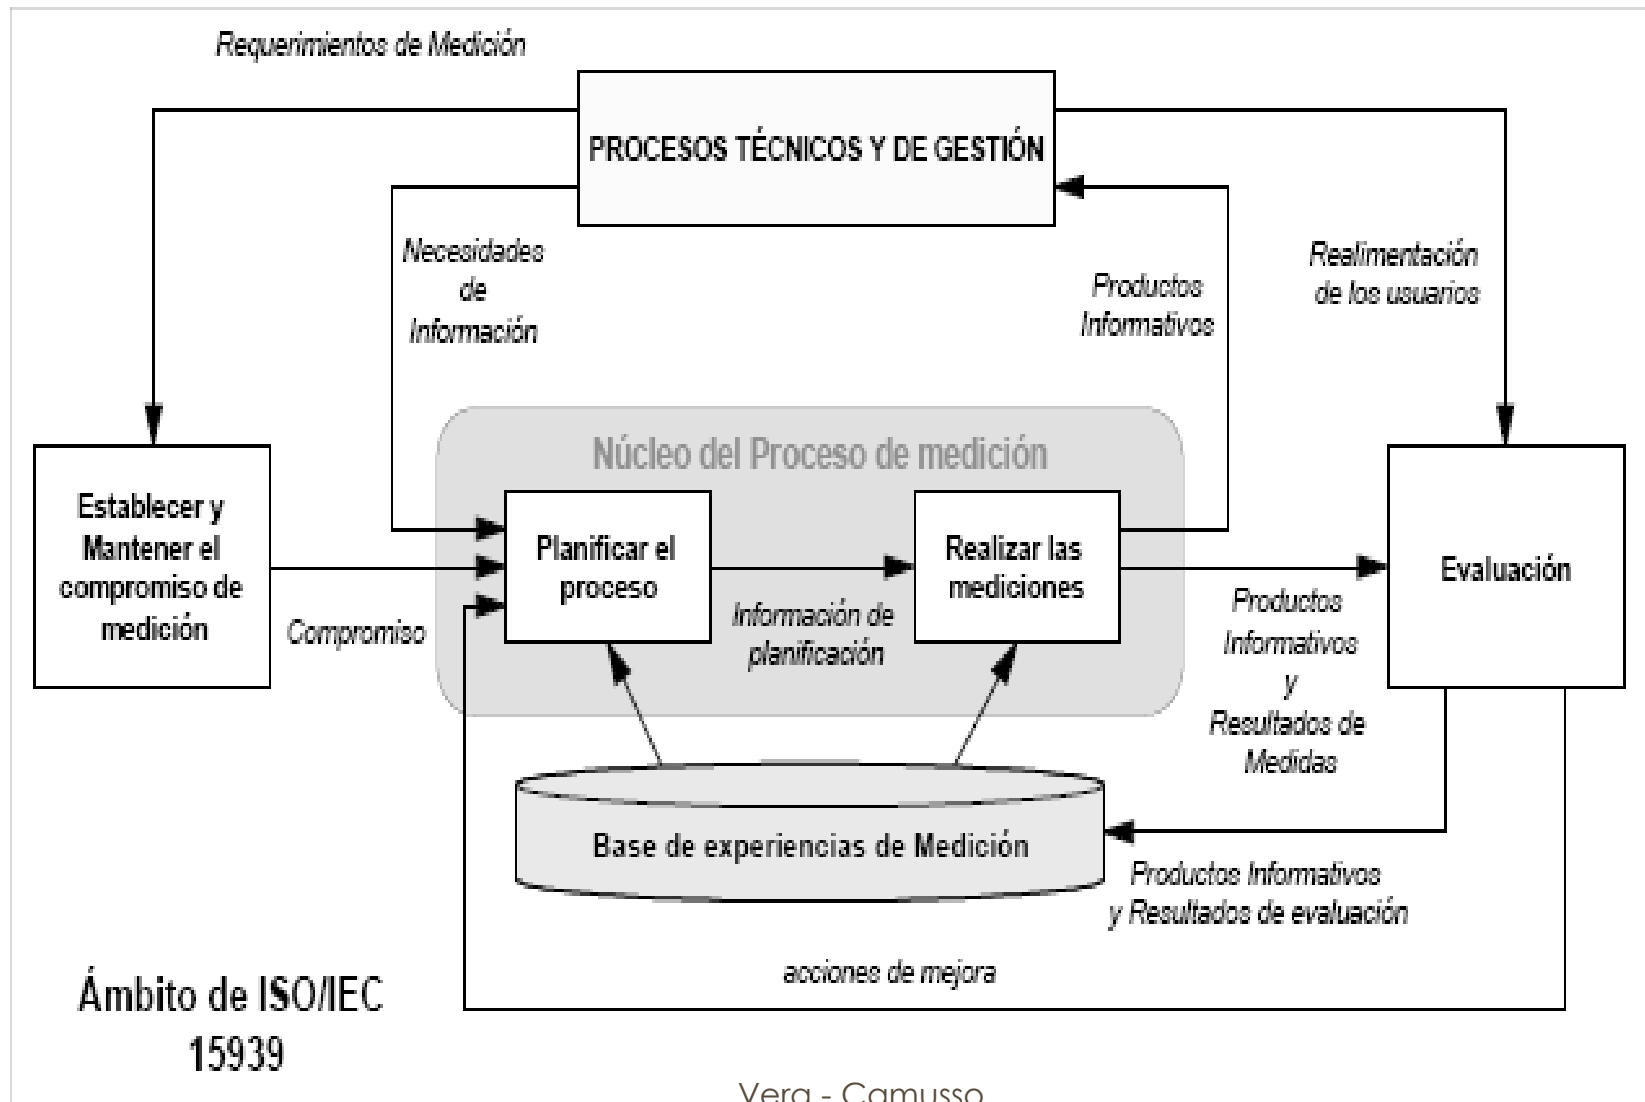 Requerimientos de Medición
PROCESOS TÉCNICOS Y DE GESTIÓN
Necesidades
de
Información
Productos
Informativos
Realimentación
de los usuarios
Núcleo del Proceso de medición
Establecer y
Mantener el
compromiso de
medición
Compromiso
Planificar el
proceso
Información de
planificación
Realizar las
mediciones
Productos
Informativos
y
Resultados de
Medidas
Evaluación
Base de experiencias de Medición
Productos Informativos
y Resultados de evaluación
acciones de mejora
Ámbito de ISO/IEC
15939
Vera - Camusso